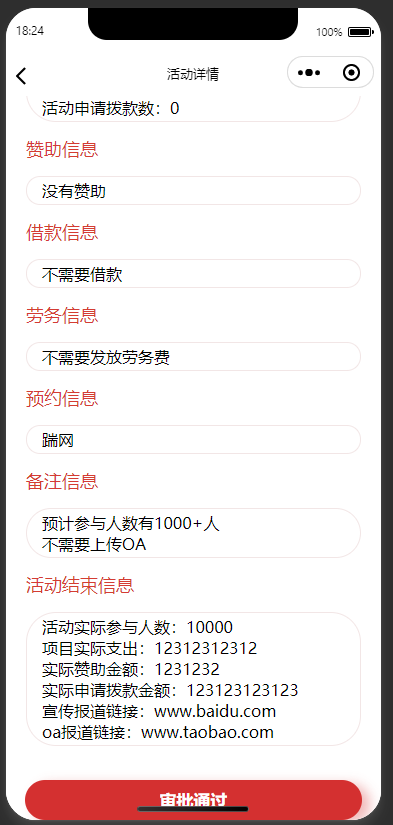 18:24
100%
活动详情
活动申请拨款数：0
赞助信息
没有赞助
借款信息
不需要借款
劳务信息
不需要发放劳务费
预约信息
踹网
备注信息
预计参与人数有1000+人
不需要上传OA
活动结束信息
活动实际参与人数：10000
项目实际支出：12312312312
实际赞助金额：1231232
实际申请拨款金额：123123123123
宣传报道链接：www.baidu.com
oa报道链接：www.taobao.com
审批通过